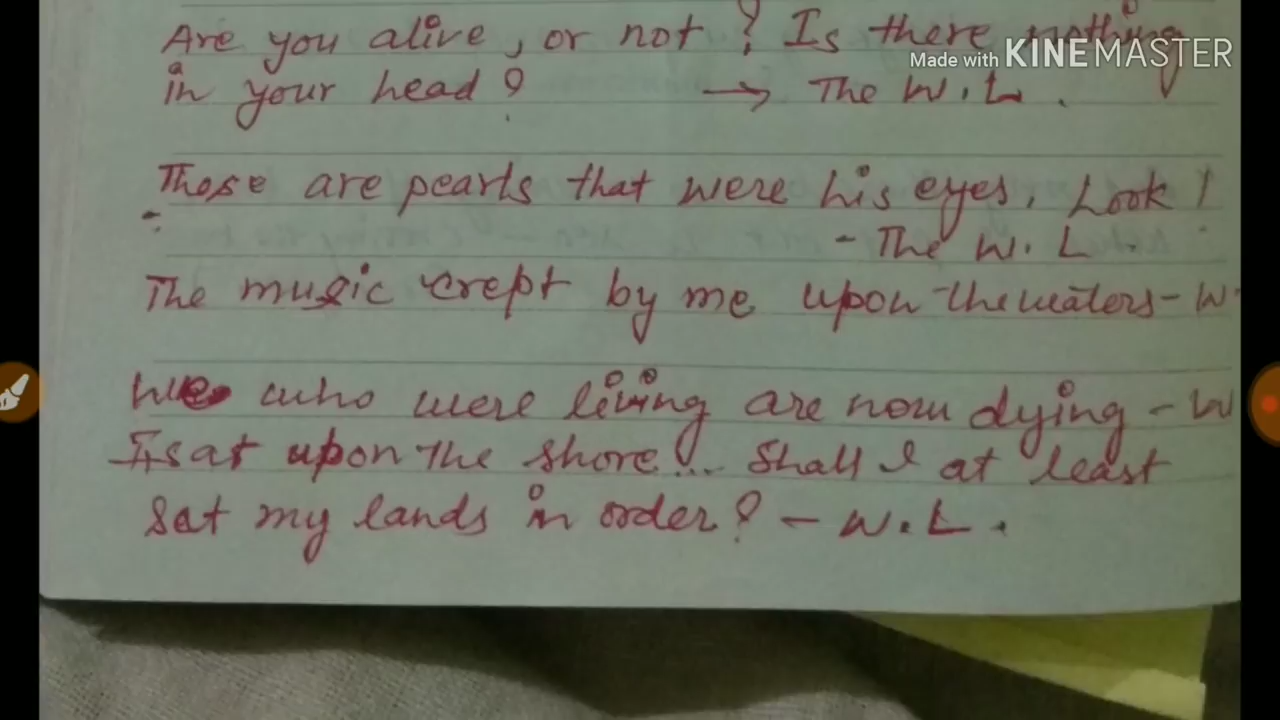 Are you alive, or not? Is there nothing
Made with KINEMASTER
in your head? → The W.L.
Those are pearls that were his eyes, Look!
- The W.L.
The music crept by me upon the waters - W
We who were living are now dying - W
I sat upon the shore... Shall I at least
Set my lands in order? - W.L.